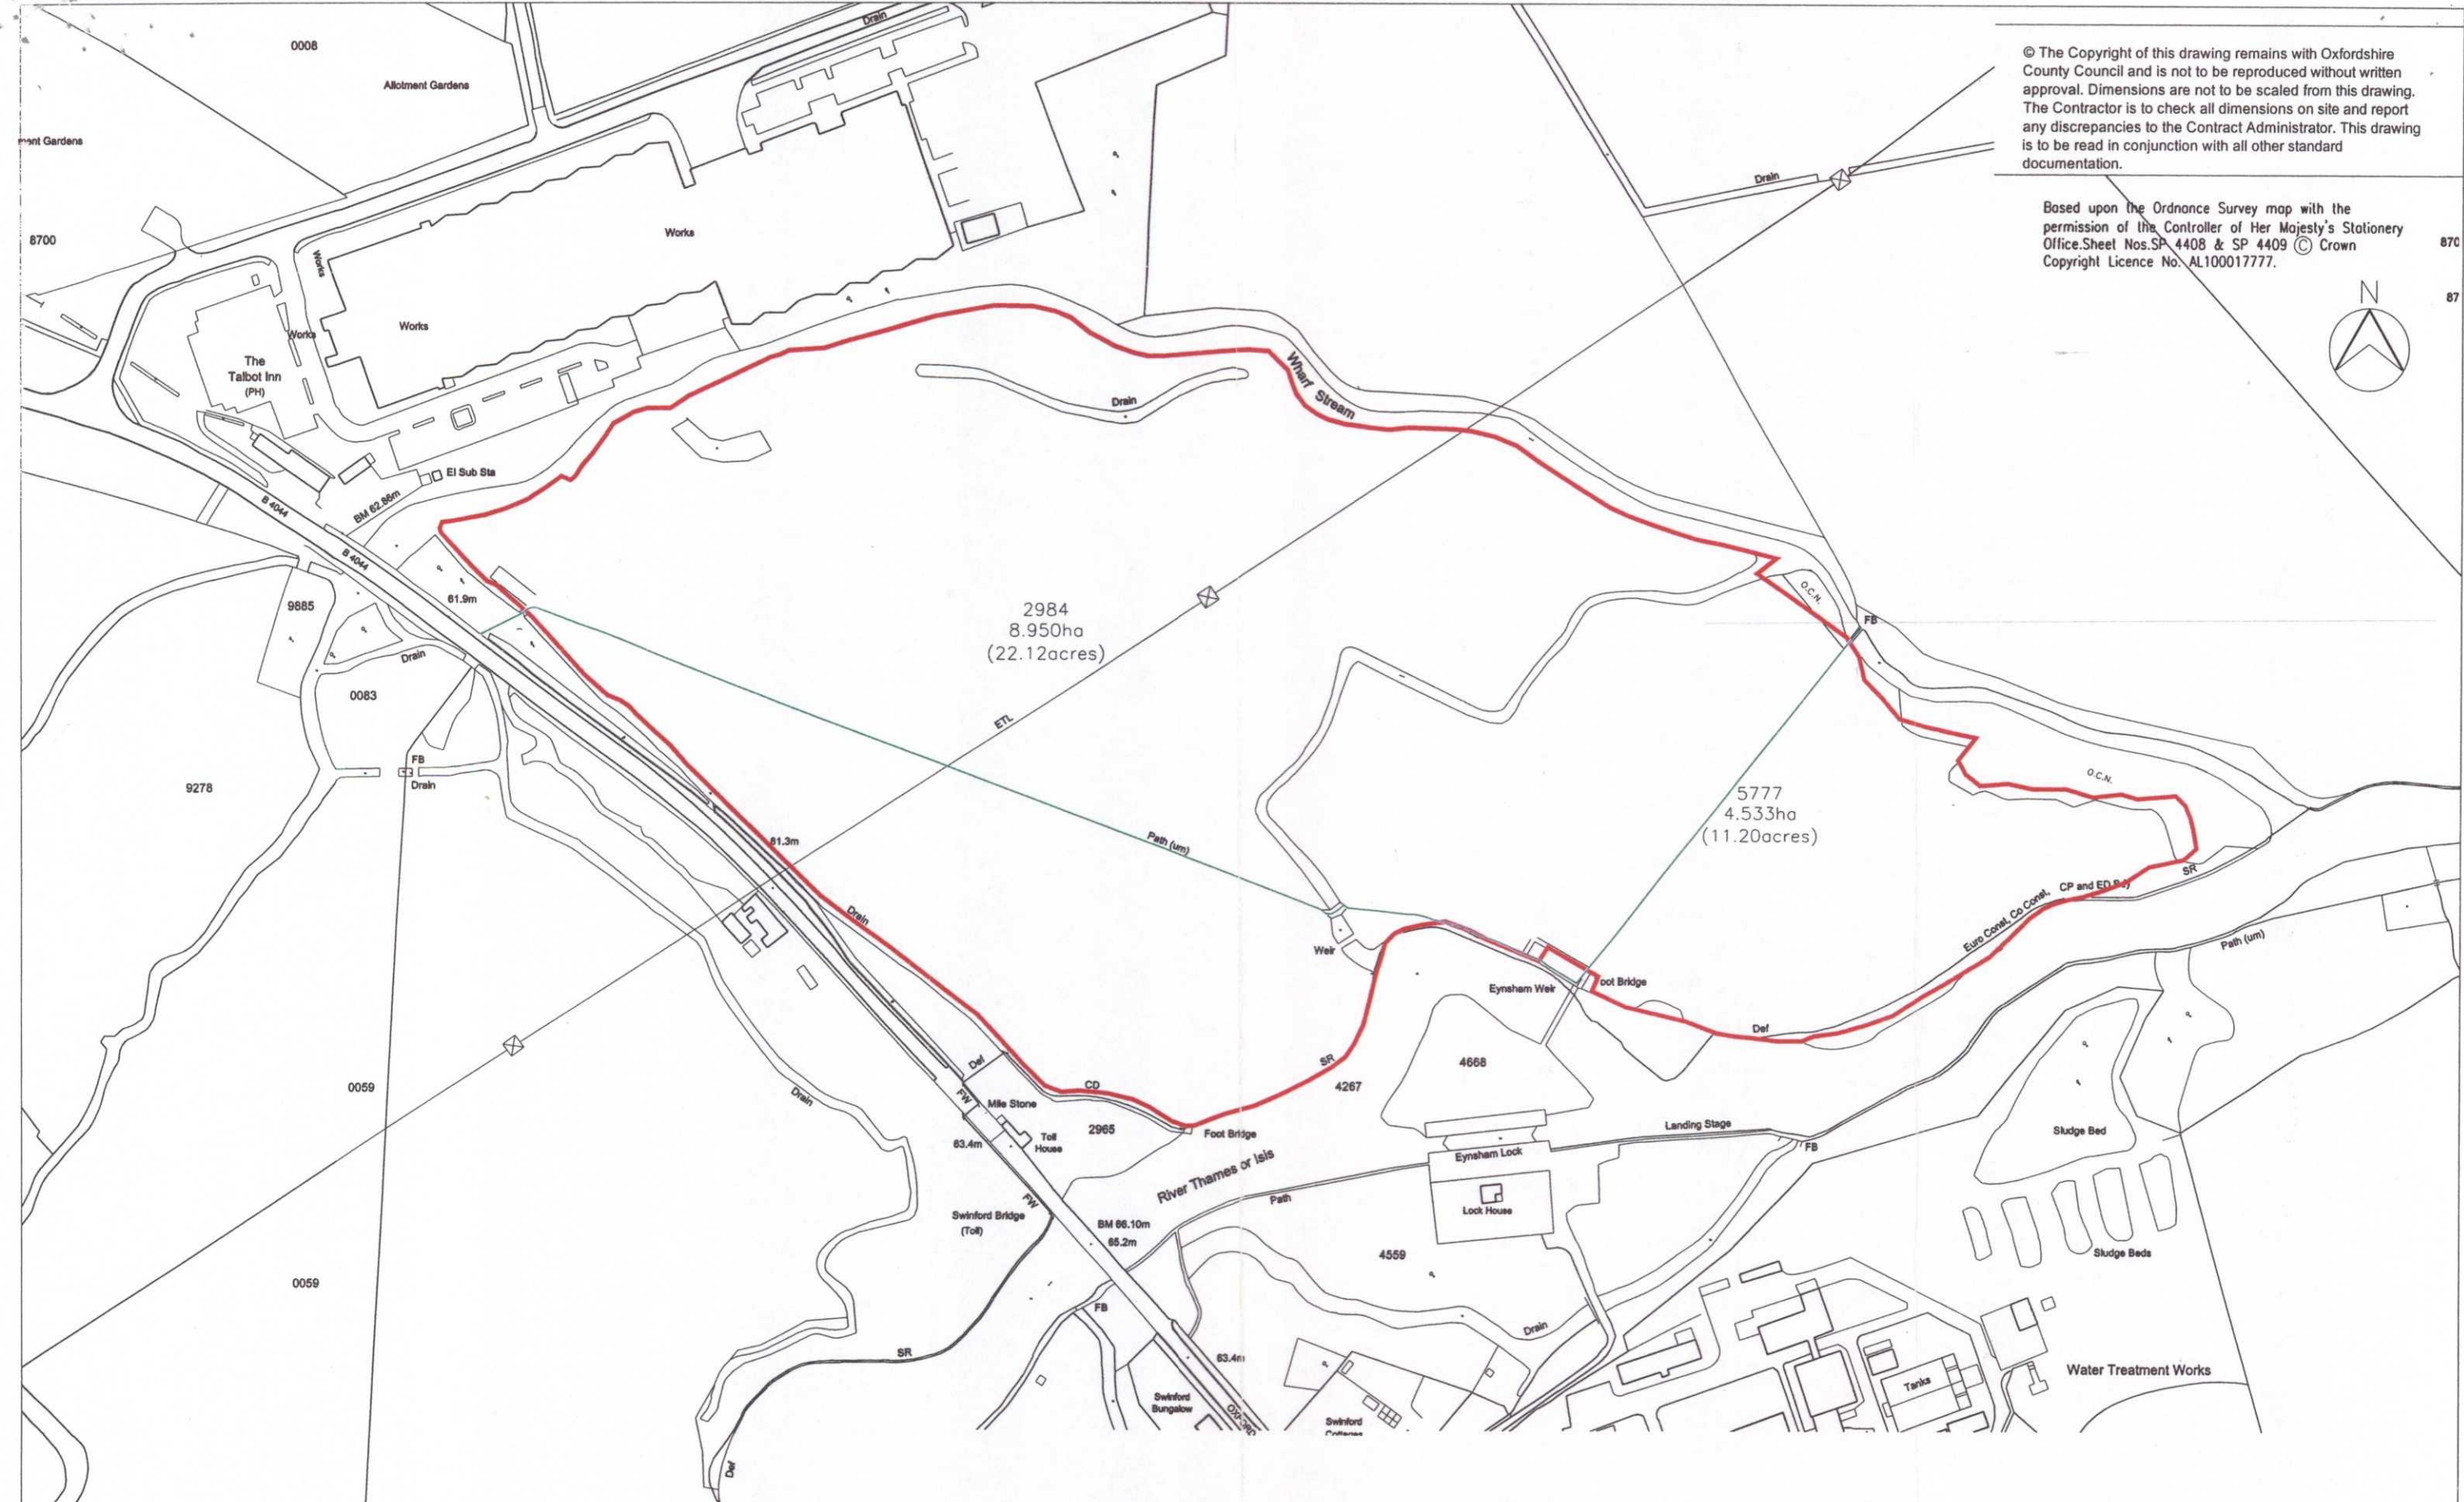 0008
Drain
Allotment Gardens
ment Gardens
8700
Works
Works
Works
Works
The
Talbot Inn
(PH)
El Sub Sta
BM 62.86m
B 4044
B 4044
61.9m
9885
Drain
0083
FB
Drain
9278
0059
0059
Drain
Drain
Wharf Stream
© The Copyright of this drawing remains with Oxfordshire
County Council and is not to be reproduced without written
approval. Dimensions are not to be scaled from this drawing.
The Contractor is to check all dimensions on site and report
any discrepancies to the Contract Administrator. This drawing
is to be read in conjunction with all other standard
documentation.
Based upon the Ordnance Survey map with the
permission of the Controller of Her Majesty's Stationery
Office.Sheet Nos.SP 4408 & SP 4409 © Crown
Copyright Licence No. AL100017777.
870
87
N
2984
8.950ha
(22.12acres)
ETL
Path (um)
O.C.N.
FB
5777
4.533ha
(11.20acres)
O.C.N.
SR
Euro Const, Co Const, CP and ED
Path (um)
61.3m
Drain
Weir
Eynsham Weir
oot Bridge
Def
Def
CD
FW
Mile Stone
Toll
House
63.4m
2965
Foot Bridge
SR
4267
4668
River Thames or Isis
Landing Stage
FB
Eynsham Lock
Path
Lock House
Drain
FW
Swinford Bridge
(Toll)
BM 66.10m
65.2m
4559
FB
SR
Def
63.4m
Swinford
Bungalow
OXFORD
Swinford
Cottages
Drain
Sludge Bed
Sludge Beds
Tanks
Water Treatment Works